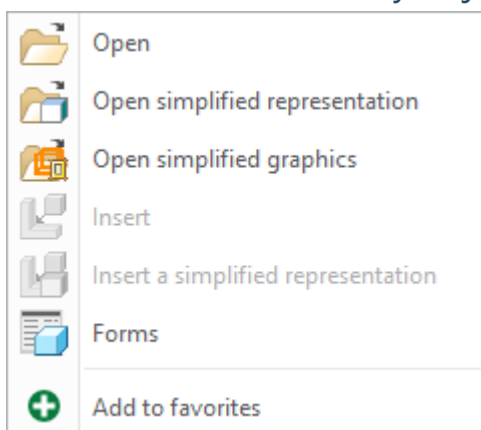 Open
Open simplified representation
Open simplified graphics
Insert
Insert a simplified representation
Forms
Add to favorites